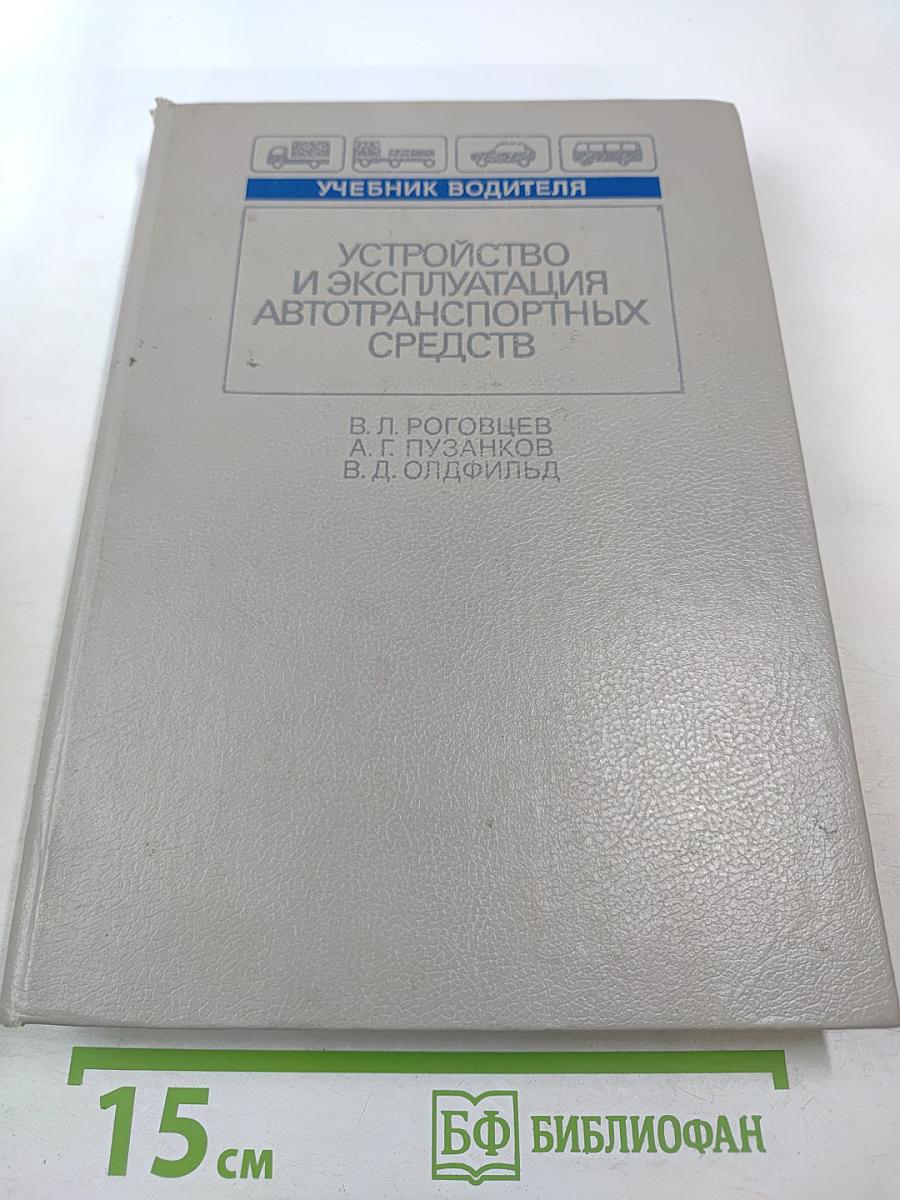 УЧЕБНИК ВОДИТЕЛЯ
УСТРОЙСТВО
И ЭКСПЛУАТАЦИЯ
АВТОТРАНСПОРТНЫХ
СРЕДСТВ
В. Л. РОГОВЦЕВ
А. Г. ПУЗАНКОВ
В. Д. ОЛДФИЛЬД
15 см
БФ БИБЛИОФАН